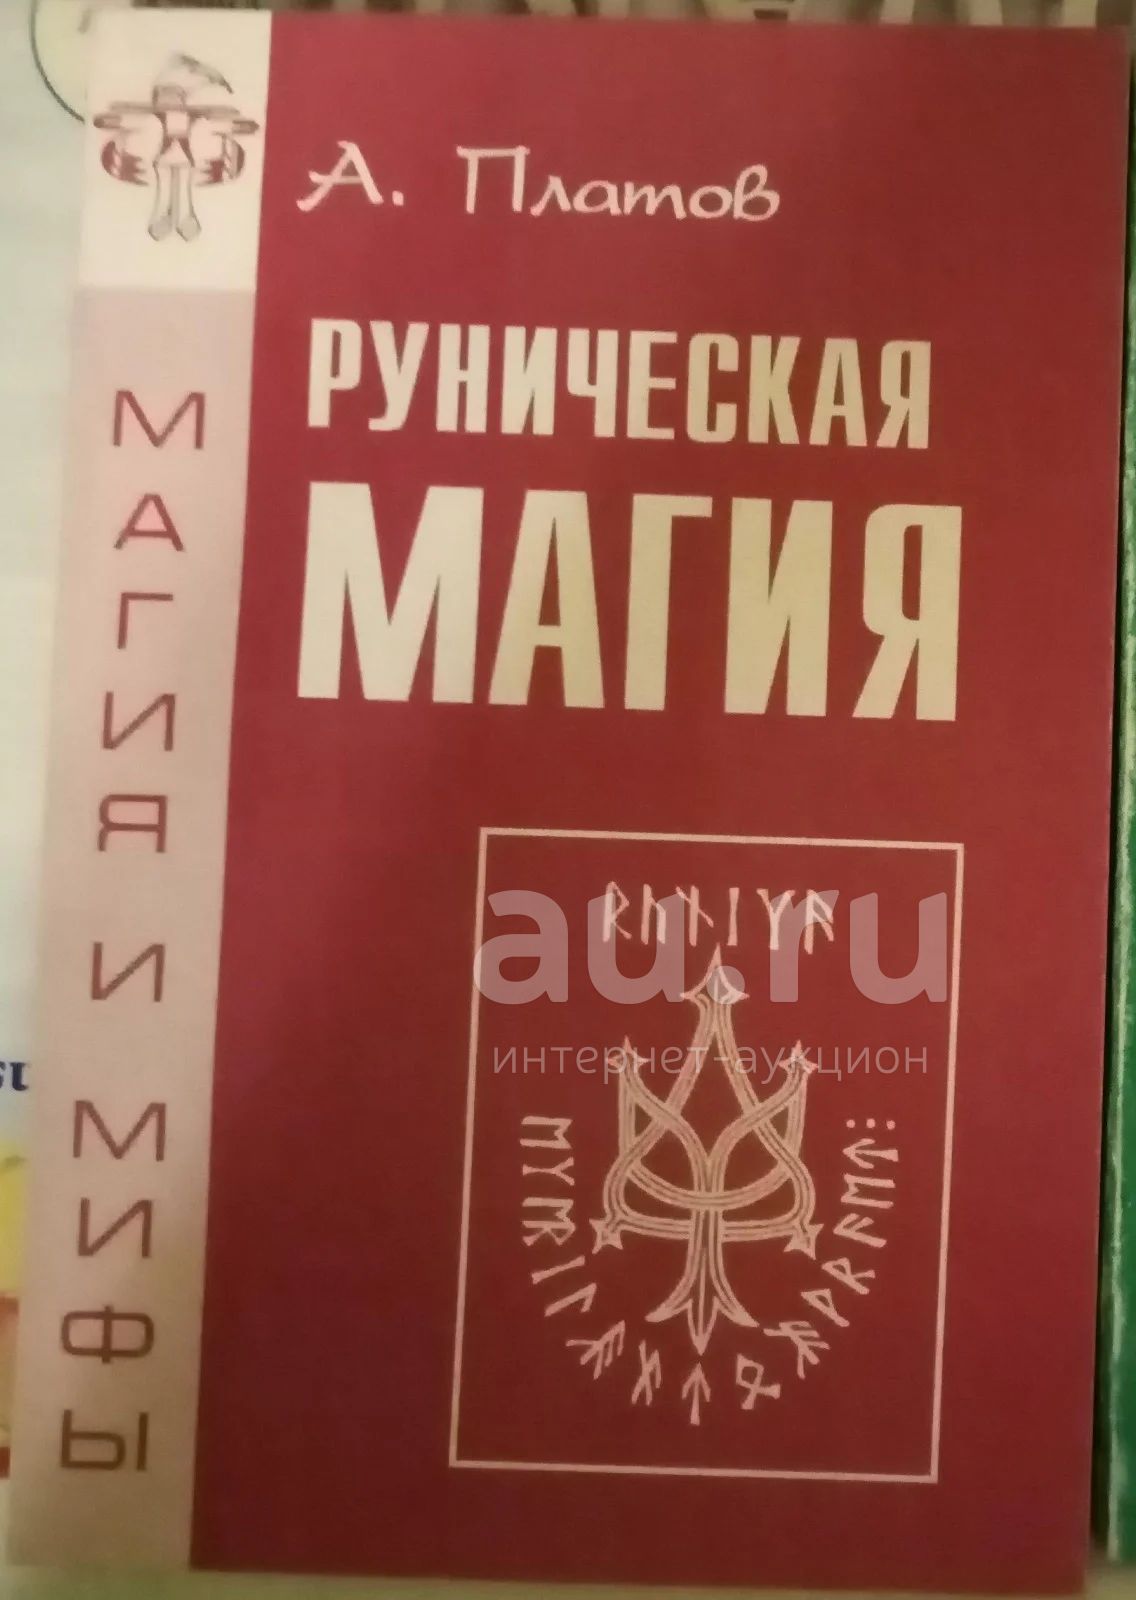 А. Платов
РУНИЧЕСКАЯ
МАГИЯ
МАГИЯ И МИФЫ
au.ru
интернет-аукцион